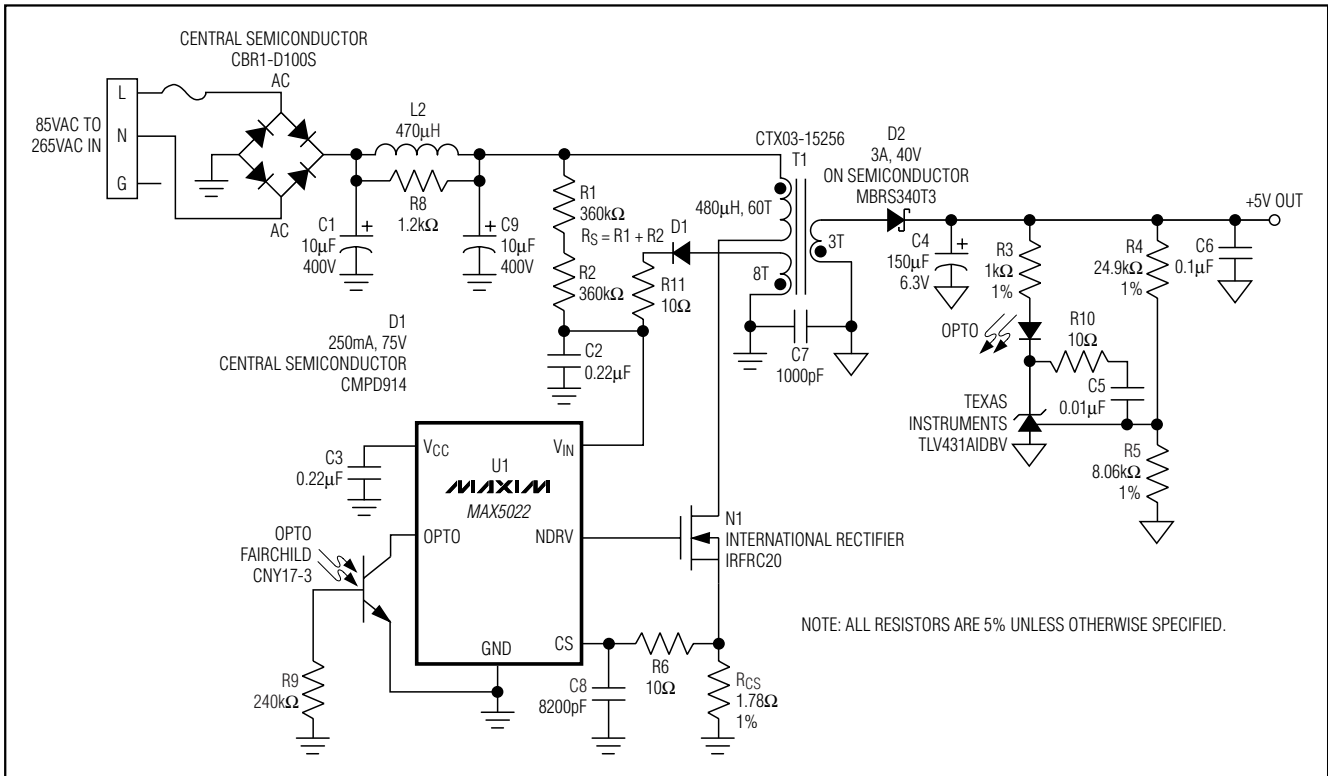 CENTRAL SEMICONDUCTOR
CBR1-D100S
AC
L
N
G
85VAC TO
265VAC IN
AC
L2
470µH
R8
1.2kΩ
C1
10µF
400V
+
C9
10µF
400V
+
R1
360kΩ
RS = R1 + R2
R2
360kΩ
D1
R11
10Ω
CTX03-15256
T1
480µH, 60T
8T
3T
D2
3A, 40V
ON SEMICONDUCTOR
MBRS340T3
+5V OUT
C4
150µF
6.3V
+
R3
1kΩ
1%
R4
24.9kΩ
1%
C6
0.1µF
OPTO
R10
10Ω
C5
0.01µF
TEXAS
INSTRUMENTS
TLV431AIDBV
R5
8.06kΩ
1%
C7
1000pF
D1
250mA, 75V
CENTRAL SEMICONDUCTOR
CMPD914
C2
0.22µF
C3
0.22µF
VCC
VIN
U1
MAXIM
MAX5022
OPTO
NDRV
GND
CS
OPTO
FAIRCHILD
CNY17-3
R9
240kΩ
N1
INTERNATIONAL RECTIFIER
IRFRC20
R6
10Ω
C8
8200pF
RCS
1.78Ω
1%
NOTE: ALL RESISTORS ARE 5% UNLESS OTHERWISE SPECIFIED.